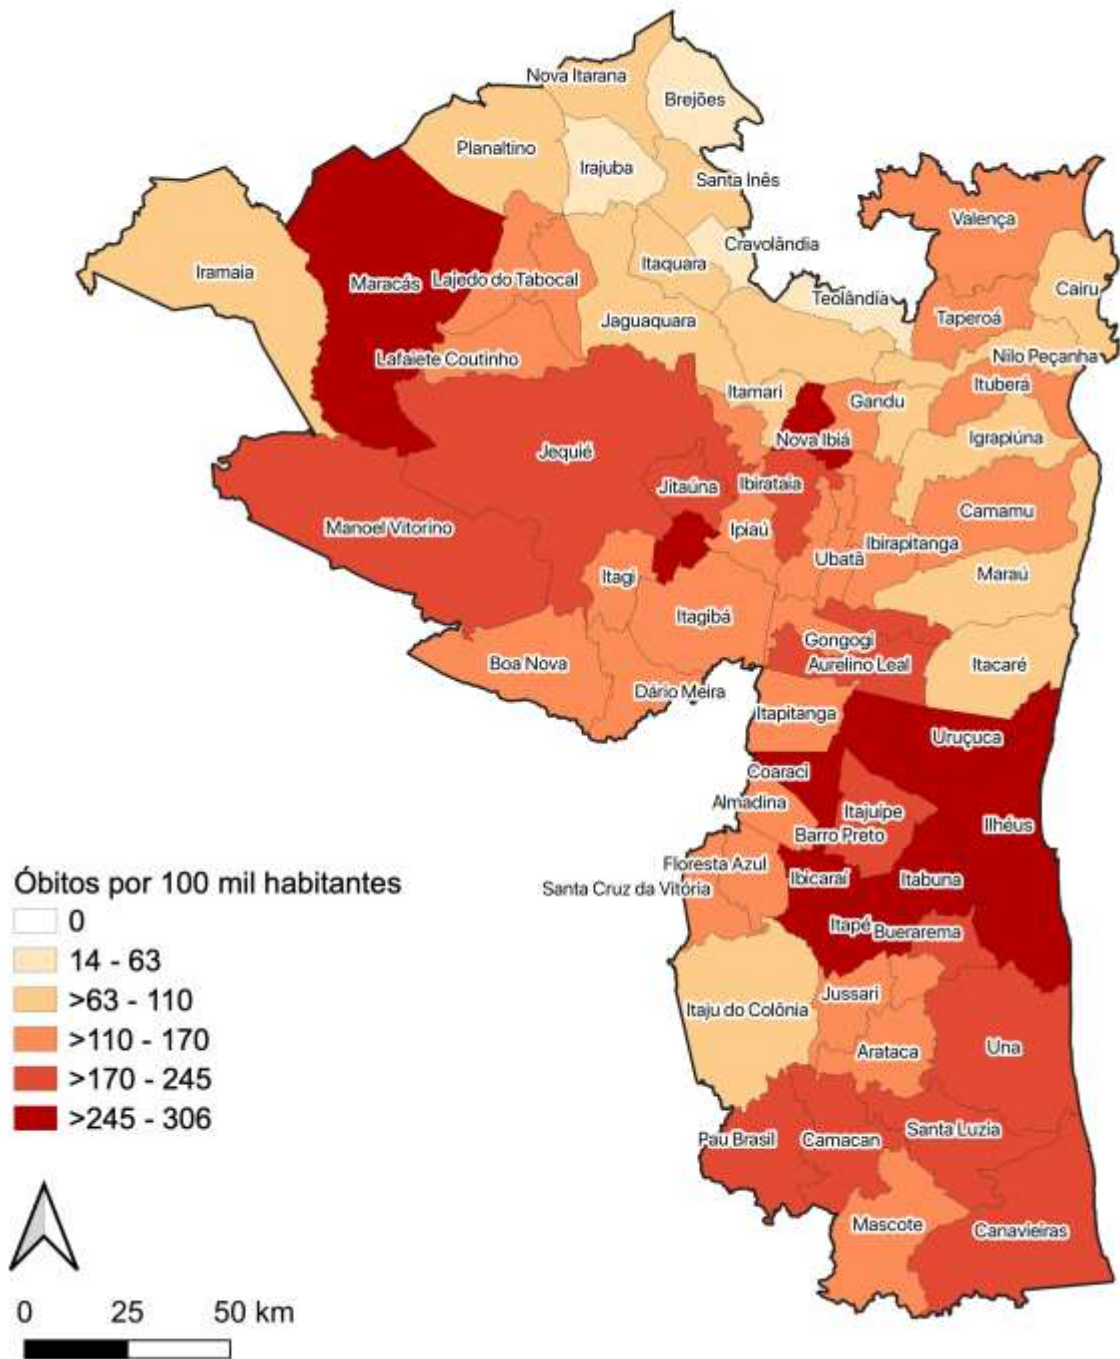 Nova Itarana
Brejões
Planaltino
Irajuba
Santa Inês
Valença
Cravolândia
Iramaia
Itaquara
Maracás
Lajedo do Tabocal
Teolândia
Cairu
Jaguaquara
Taperoá
Lafaiete Coutinho
Nilo Peçanha
Itamari
Gandu
Ituberá
Nova Ibiá
Igrapiúna
Jequié
Jitaúna
Ibirataia
Camamu
Manoel Vitorino
Ipiaú
Ibirapitanga
Ubatã
Itagi
Maraú
Itagibá
Gongogi
Boa Nova
Aurelino Leal
Itacaré
Dário Meira
Itapitanga
Uruçuca
Coaraci
Almadina
Itajuípe
Ilhéus
Barro Preto
Floresta Azul
Ibicaraí
Itabuna
Santa Cruz da Vitória
Itapé
Buerarema
Jussari
Itaju do Colônia
Arataca
Una
Pau Brasil
Camacan
Santa Luzia
Mascote
Canavieiras
Óbitos por 100 mil habitantes
0
14 - 63
>63 - 110
>110 - 170
>170 - 245
>245 - 306
0 25 50 km